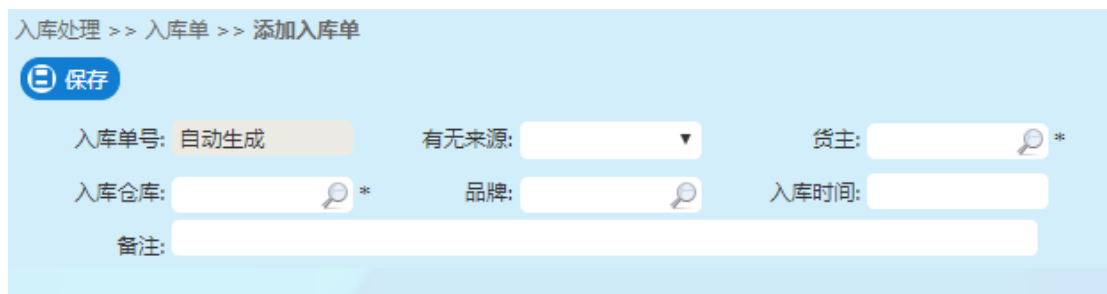 入库处理 >> 入库单 >> 添加入库单
保存
入库单号: 自动生成 有无来源: 货主: *
入库仓库: * 品牌: 入库时间:
备注: